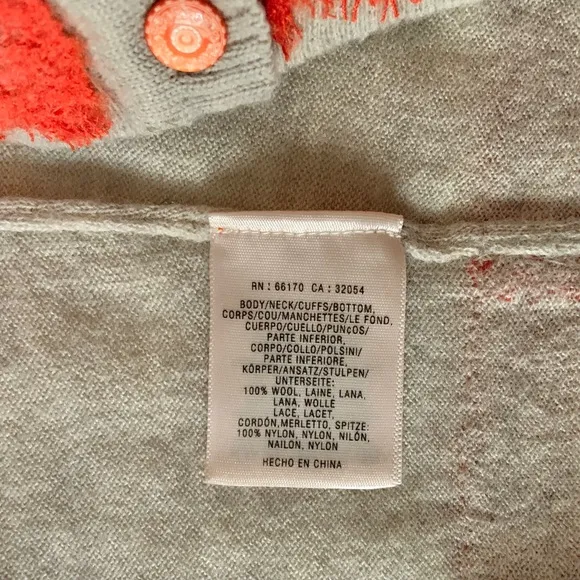 RN : 66170 CA : 32054
BODY/NECK/CUFFS/BOTTOM,
CORPS/COU/MANCHETTES/LE FOND,
CUERPO/CUELLO/PUNcOS/
PARTE INFERIOR,
CORPO/COLLO/POLSINI/
PARTE INFERIORE,
KÖRPER/ANSATZ/STULPEN/
UNTERSEITE:
100% WOOL, LAINE, LANA,
LANA, WOLLE
LACE, LACET,
CORDÓN,MERLETTO, SPITZE:
100% NYLON, NYLON, NILÓN,
NAILON, NYLON
HECHO EN CHINA